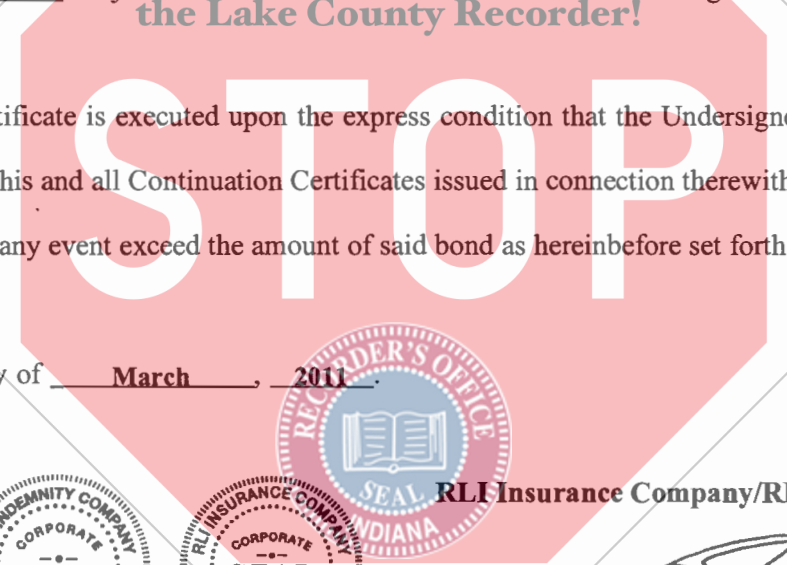 the Lake County Recorder!
STOP
tificate is executed upon the express condition that the Undersigne
his and all Continuation Certificates issued in connection therewith
any event exceed the amount of said bond as hereinbefore set forth
y of March, 2011.
RECORDER'S OFFICE
SEAL
INDIANA
RLI Insurance Company/RL
INDEMNITY COMPANY
CORPORATE
RLI INSURANCE COMPANY
CORPORATE